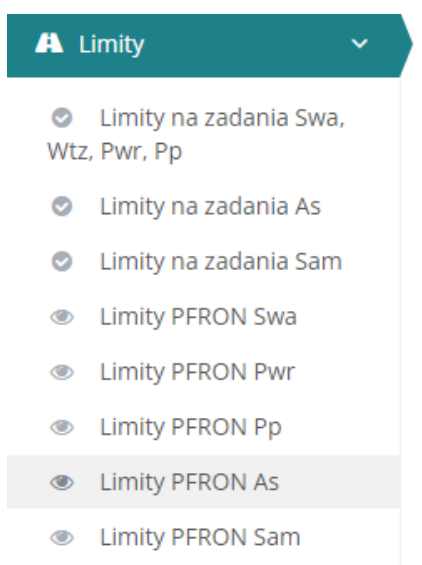 Limity
Limity na zadania Swa,
Wtz, Pwr, Pp
Limity na zadania As
Limity na zadania Sam
Limity PFRON Swa
Limity PFRON Pwr
Limity PFRON Pp
Limity PFRON As
Limity PFRON Sam